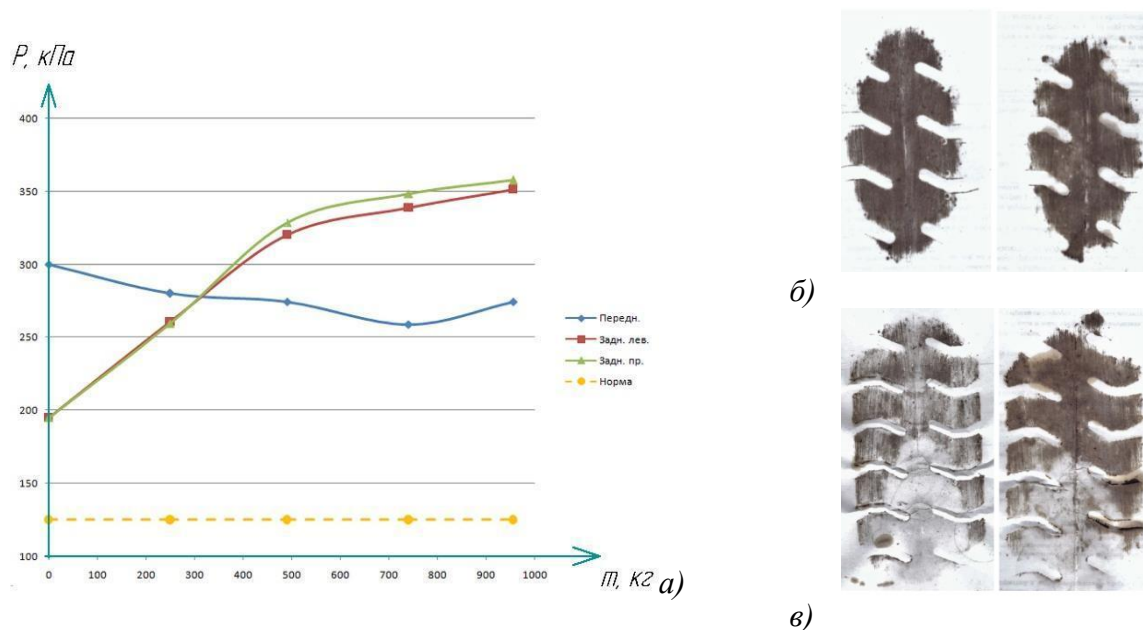 P, кПа
400
350
300
250
200
150
100
0 100 200 300 400 500 600 700 800 900 1000
m, кг
Передн.
Задн. лев.
Задн. пр.
Норма
а)
б)
в)